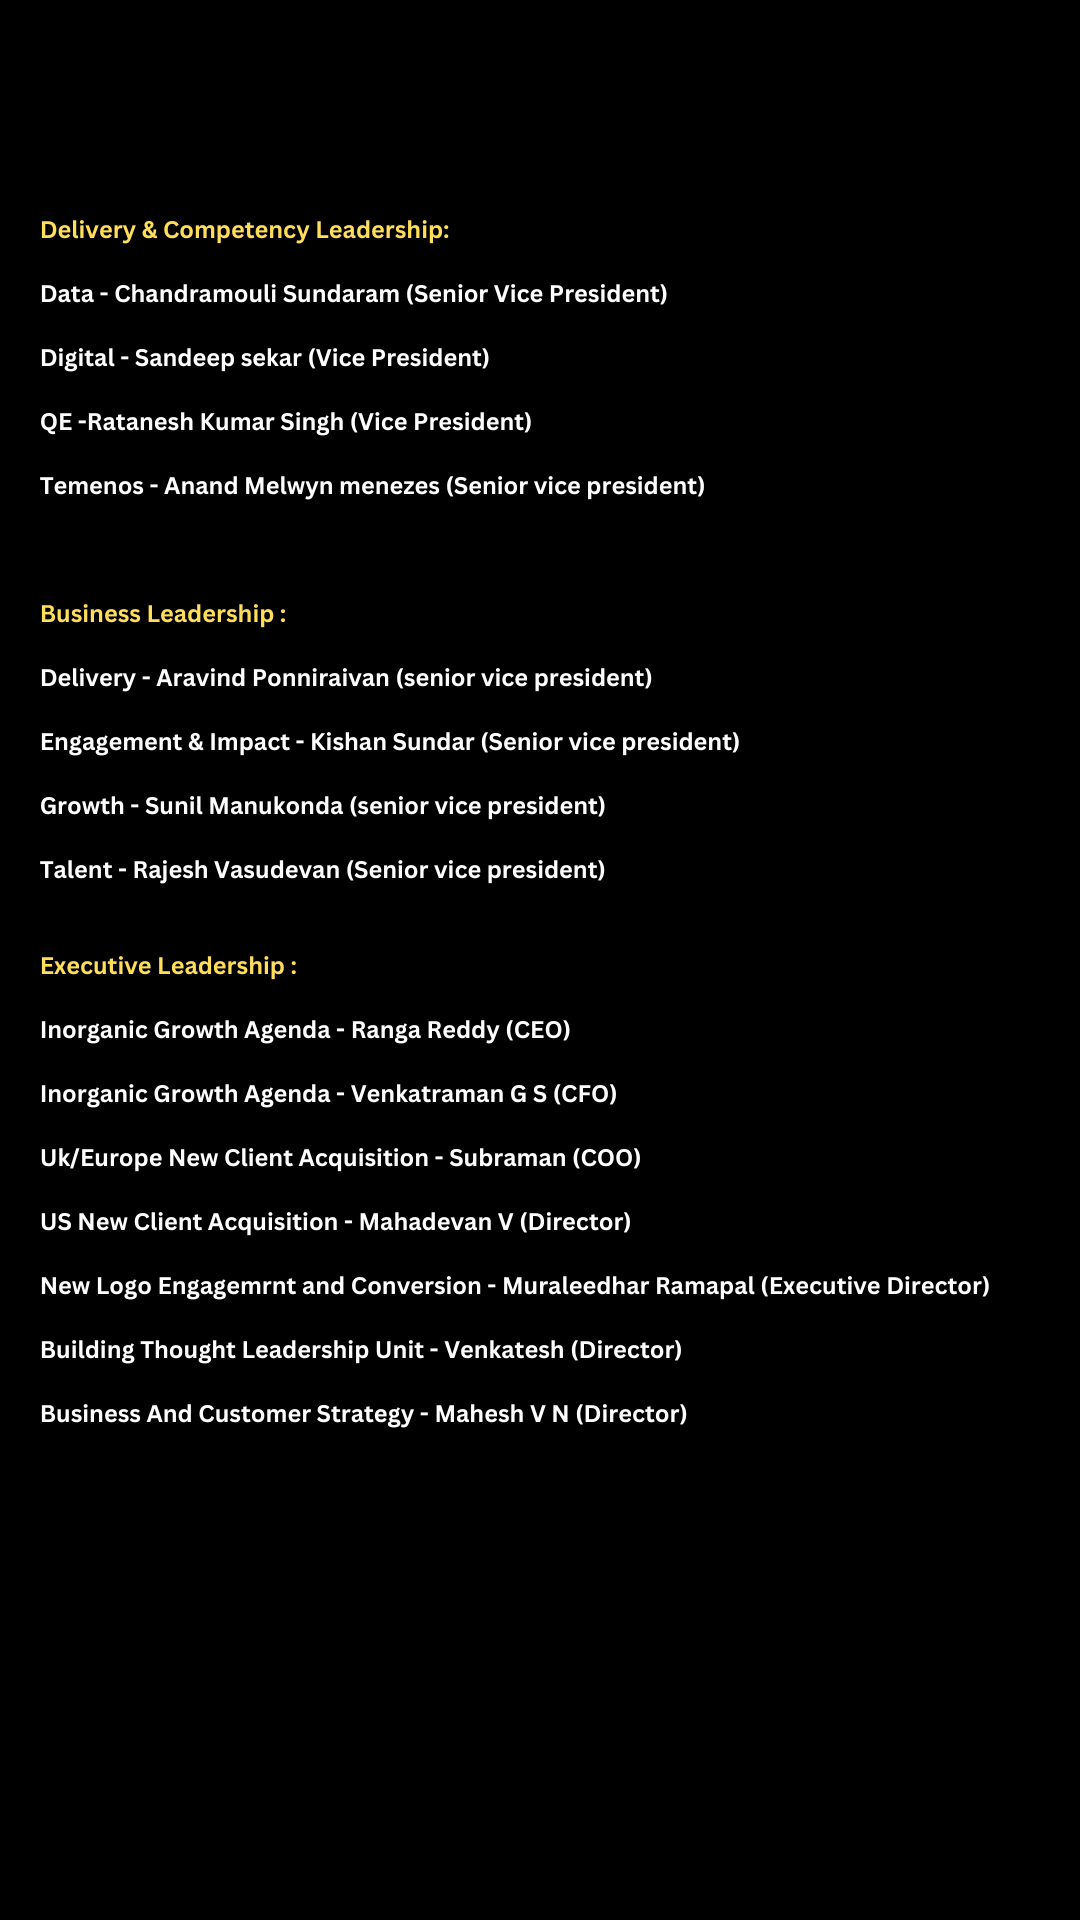 Delivery & Competency Leadership:
Data - Chandramouli Sundaram (Senior Vice President)
Digital - Sandeep sekar (Vice President)
QE -Ratanesh Kumar Singh (Vice President)
Temenos - Anand Melwyn menezes (Senior vice president)
Business Leadership :
Delivery - Aravind Ponniraivan (senior vice president)
Engagement & Impact - Kishan Sundar (Senior vice president)
Growth - Sunil Manukonda (senior vice president)
Talent - Rajesh Vasudevan (Senior vice president)
Executive Leadership :
Inorganic Growth Agenda - Ranga Reddy (CEO)
Inorganic Growth Agenda - Venkatraman G S (CFO)
Uk/Europe New Client Acquisition - Subraman (COO)
US New Client Acquisition - Mahadevan V (Director)
New Logo Engagemrnt and Conversion - Muraleedhar Ramapal (Executive Director)
Building Thought Leadership Unit - Venkatesh (Director)
Business And Customer Strategy - Mahesh V N (Director)